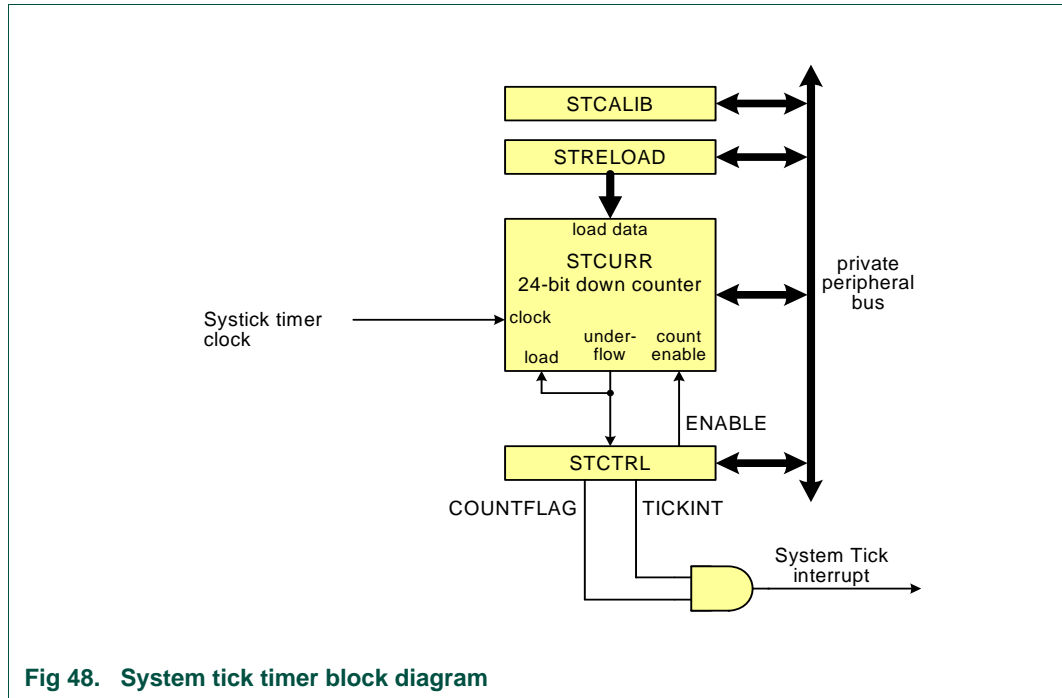 STCALIB
STRELOAD
load data
STCURR
24-bit down counter
private
peripheral
bus
Systick timer
clock
clock
load
under-
flow
count
enable
ENABLE
STCTRL
COUNTFLAG
TICKINT
System Tick
interrupt
Fig 48. System tick timer block diagram